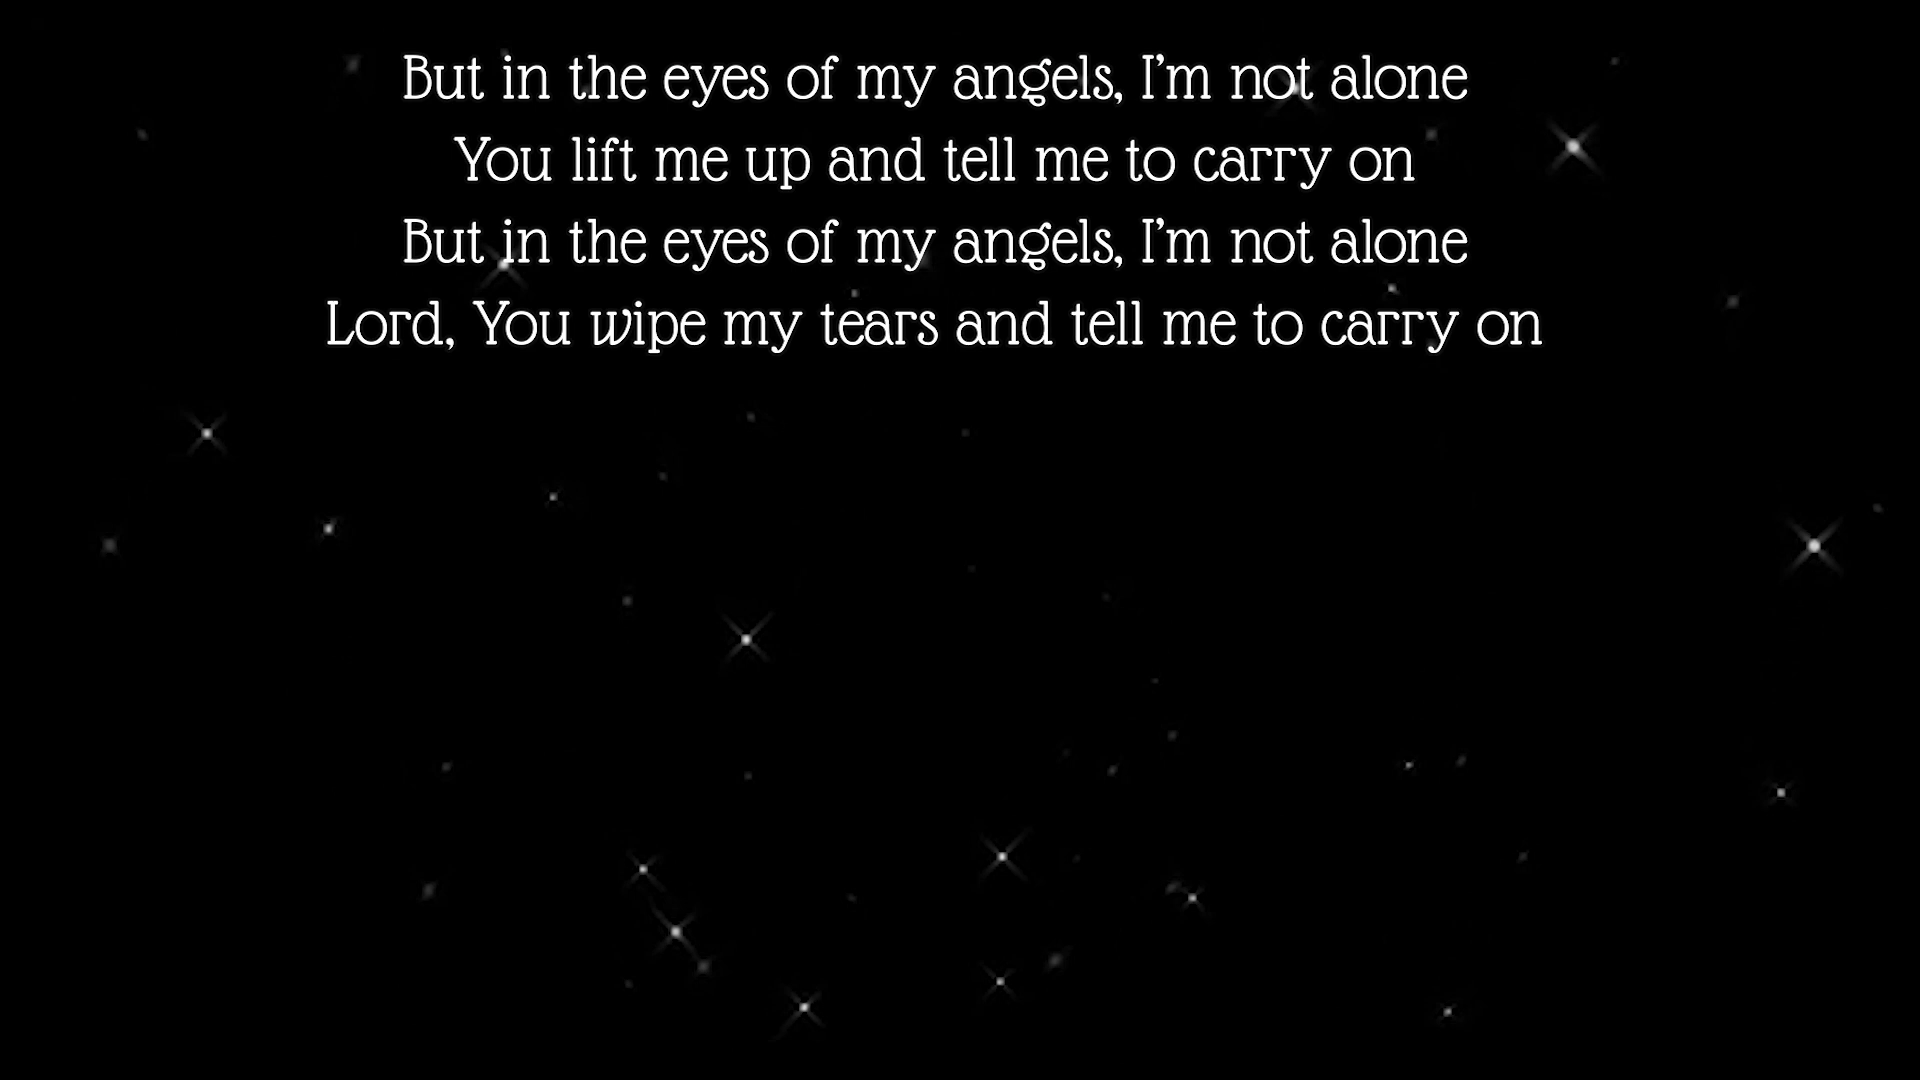 But in the eyes of my angels, I’m not alone
You lift me up and tell me to carry on
But in the eyes of my angels, I’m not alone
Lord, You wipe my tears and tell me to carry on